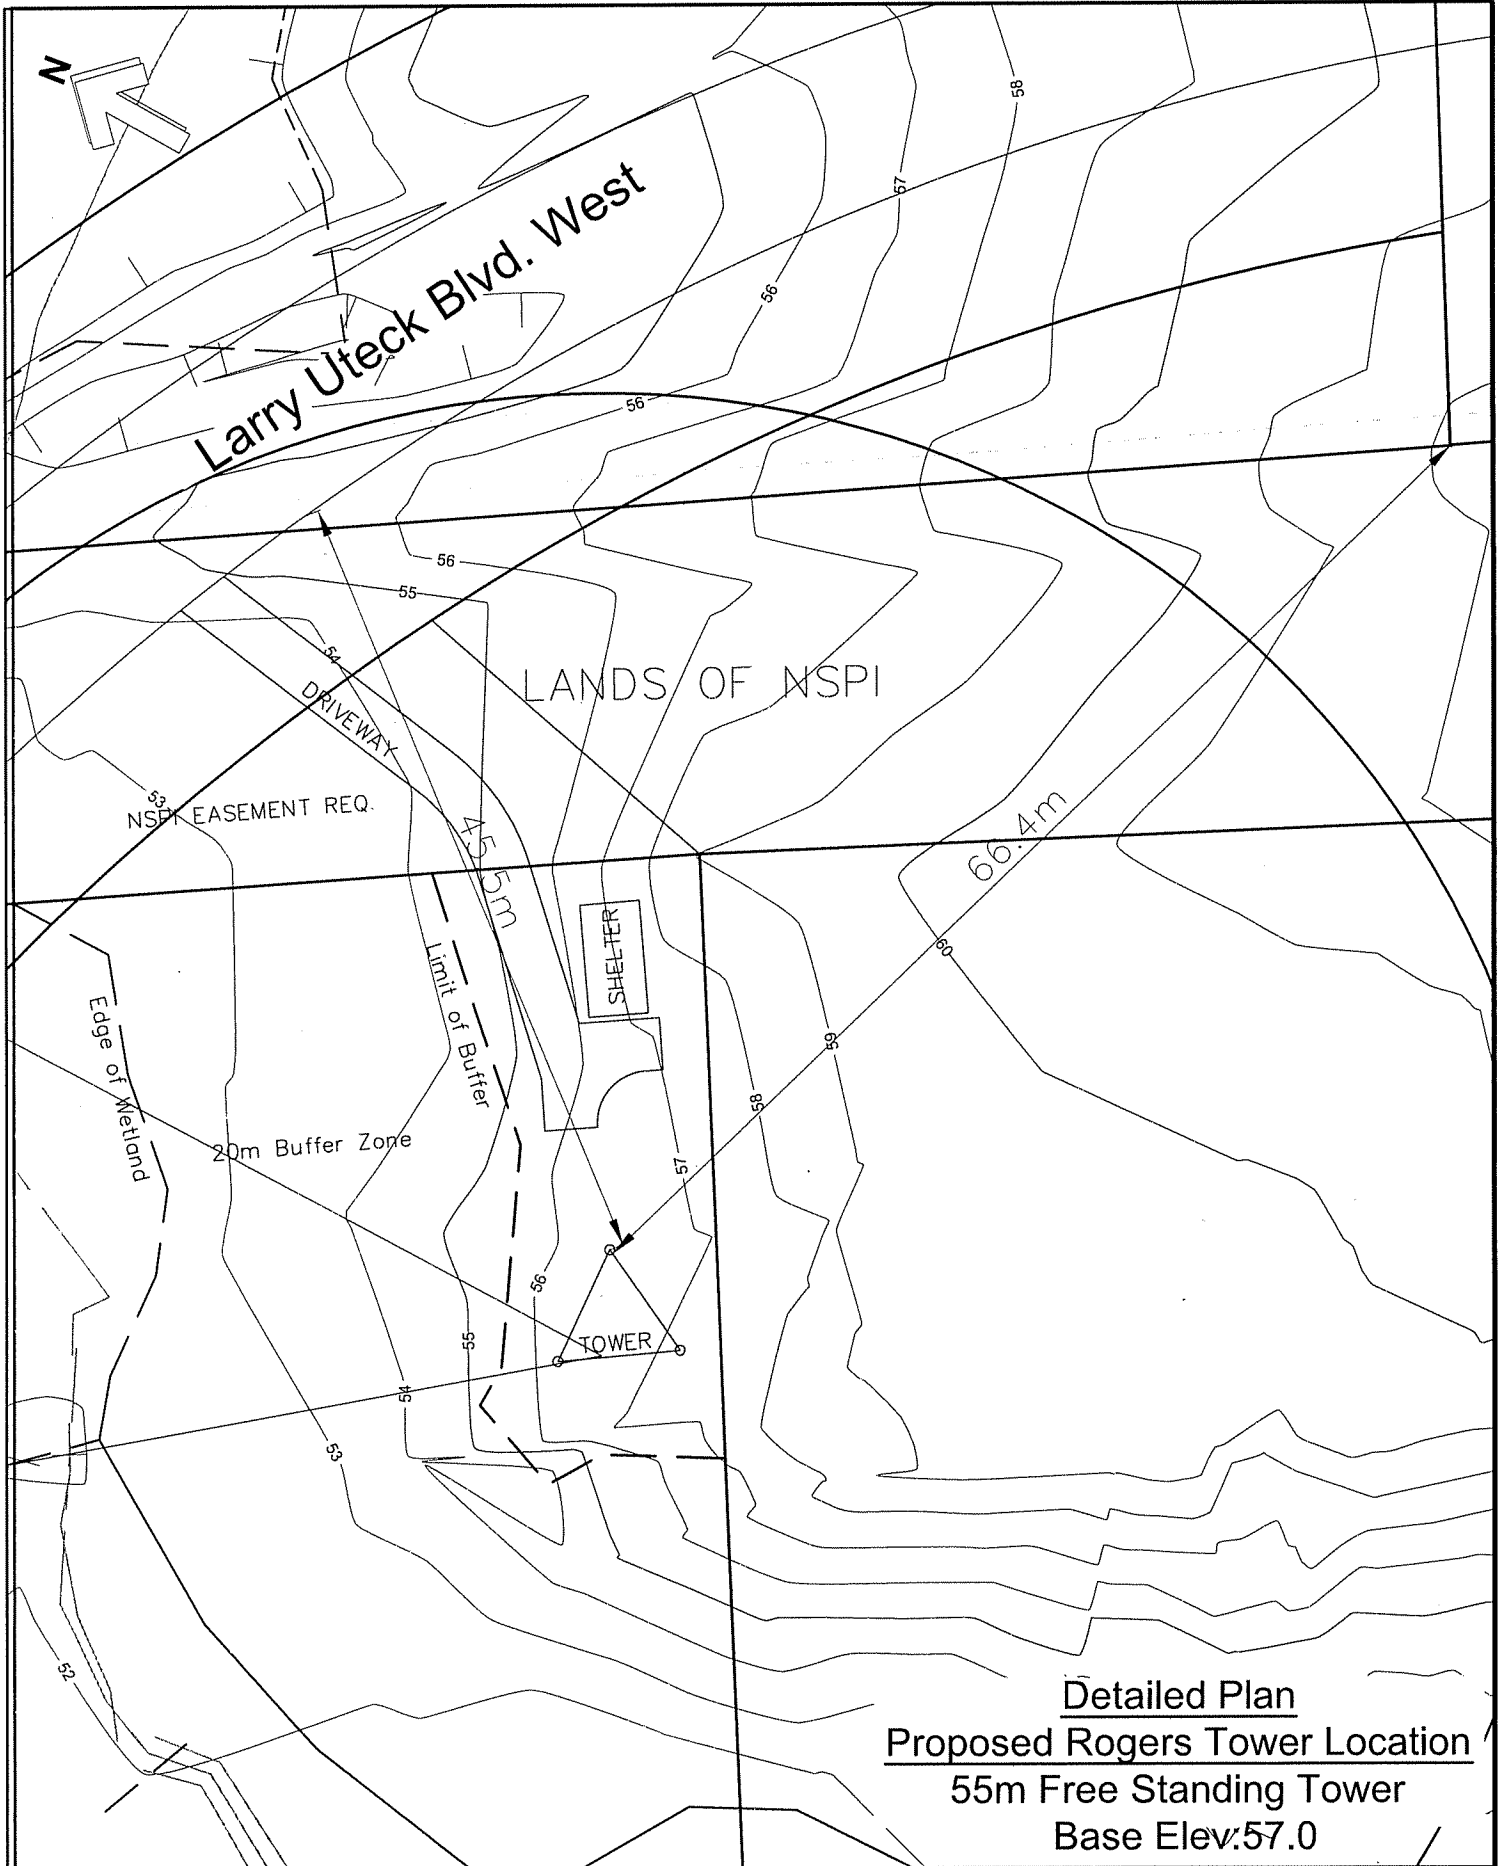 N
58
57
Larry Uteck Blvd. West
56
56
56
55
54
LANDS OF NSPI
DRIVEWAY
53
NSPI EASEMENT REQ.
45.5m
66.4m
SHELTER
60
Limit of Buffer
Edge of Wetland
59
58
20m Buffer Zone
57
56
55
TOWER
54
53
52
Detailed Plan
Proposed Rogers Tower Location
55m Free Standing Tower
Base Elev:57.0